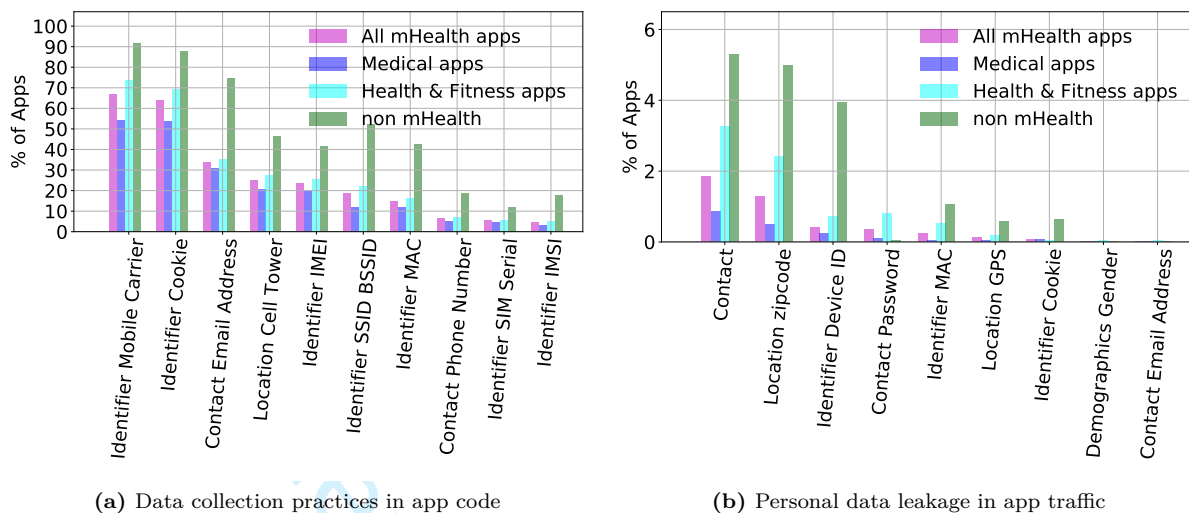 100
90
80
70
60
50
40
30
20
10
0
% of Apps
All mHealth apps
Medical apps
Health & Fitness apps
non mHealth
Identifier Mobile Carrier
Identifier Cookie
Contact Email Address
Location Cell Tower
Identifier IMEI
Identifier SSID BSSID
Identifier MAC
Contact Phone Number
Identifier SIM Serial
Identifier IMSI
(a) Data collection practices in app code
6
4
2
0
% of Apps
All mHealth apps
Medical apps
Health & Fitness apps
non mHealth
Contact
Location zipcode
Identifier Device ID
Contact Password
Identifier MAC
Location GPS
Identifier Cookie
Demographics Gender
Contact Email Address
(b) Personal data leakage in app traffic